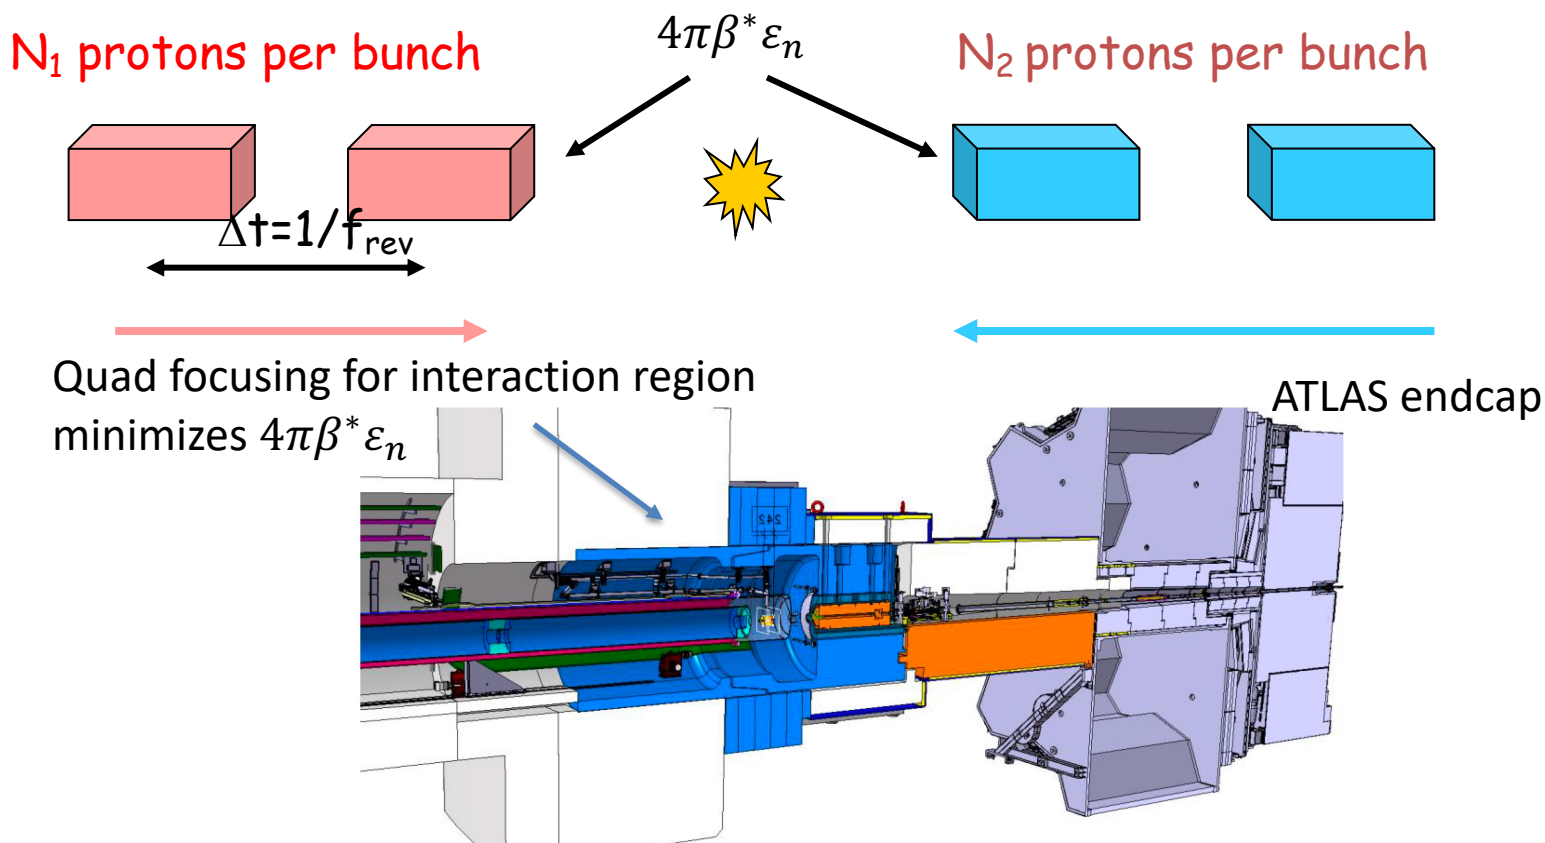 4πβ*εₙ
N₁ protons per bunch
N₂ protons per bunch
Δt=1/f_rev
Quad focusing for interaction region
minimizes 4πβ*εₙ
ATLAS endcap
242